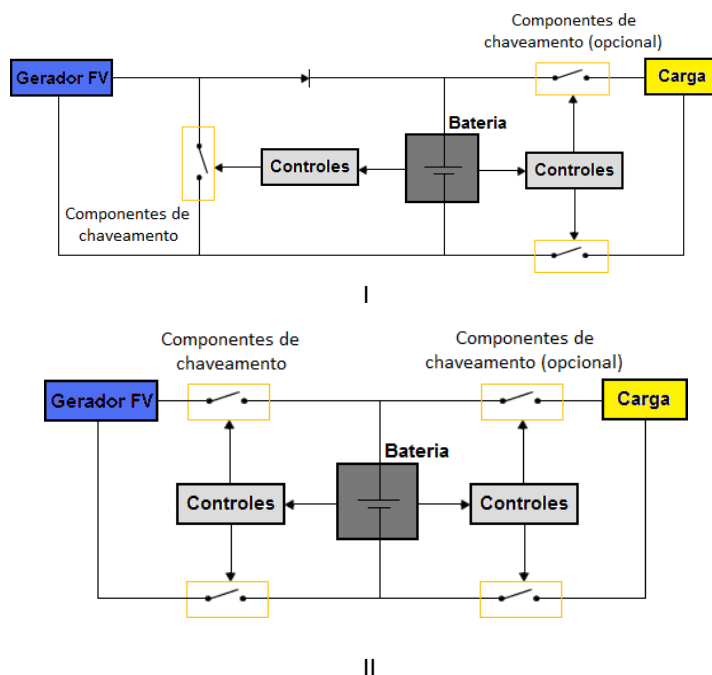 Componentes de
chaveamento (opcional)
Gerador FV
Carga
Bateria
Controles
Controles
Componentes de
chaveamento
I
Componentes de
chaveamento
Componentes de
chaveamento (opcional)
Gerador FV
Carga
Bateria
Controles
Controles
II